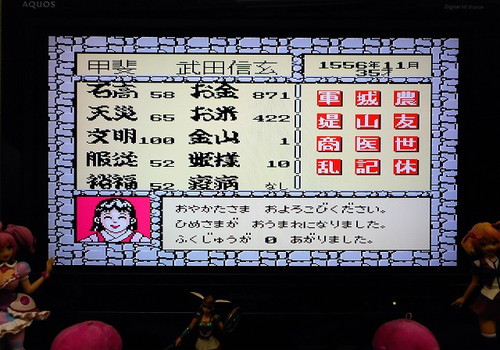 AQUOS
甲斐 武田信玄 1556年11月
35才
石高 58 お金 871 軍 城 農
天災 65 お米 422 堤 山 友
文明100 金山 1 商 医 世
服従 52 姫様 10 乱 記 休
裕福 52 疫病 なし
おやかたさま およろこびください。
ひめさまが おうまれになりました。
ふくじゅうが 0 あがりました。